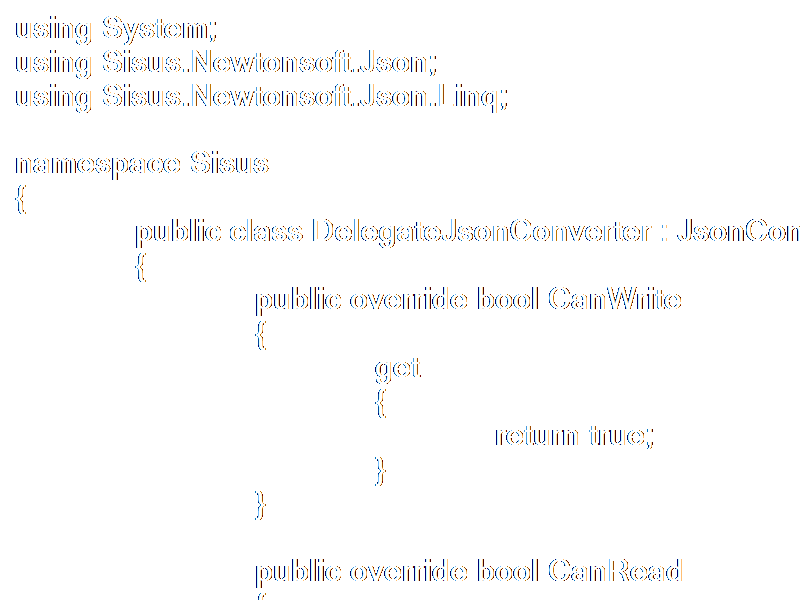 using System;
using Sisus.Newtonsoft.Json;
using Sisus.Newtonsoft.Json.Linq;
namespace Sisus
{
public class DelegateJsonConverter : JsonCon
{
public override bool CanWrite
{
get
{
return true;
}
}
public override bool CanRead
{